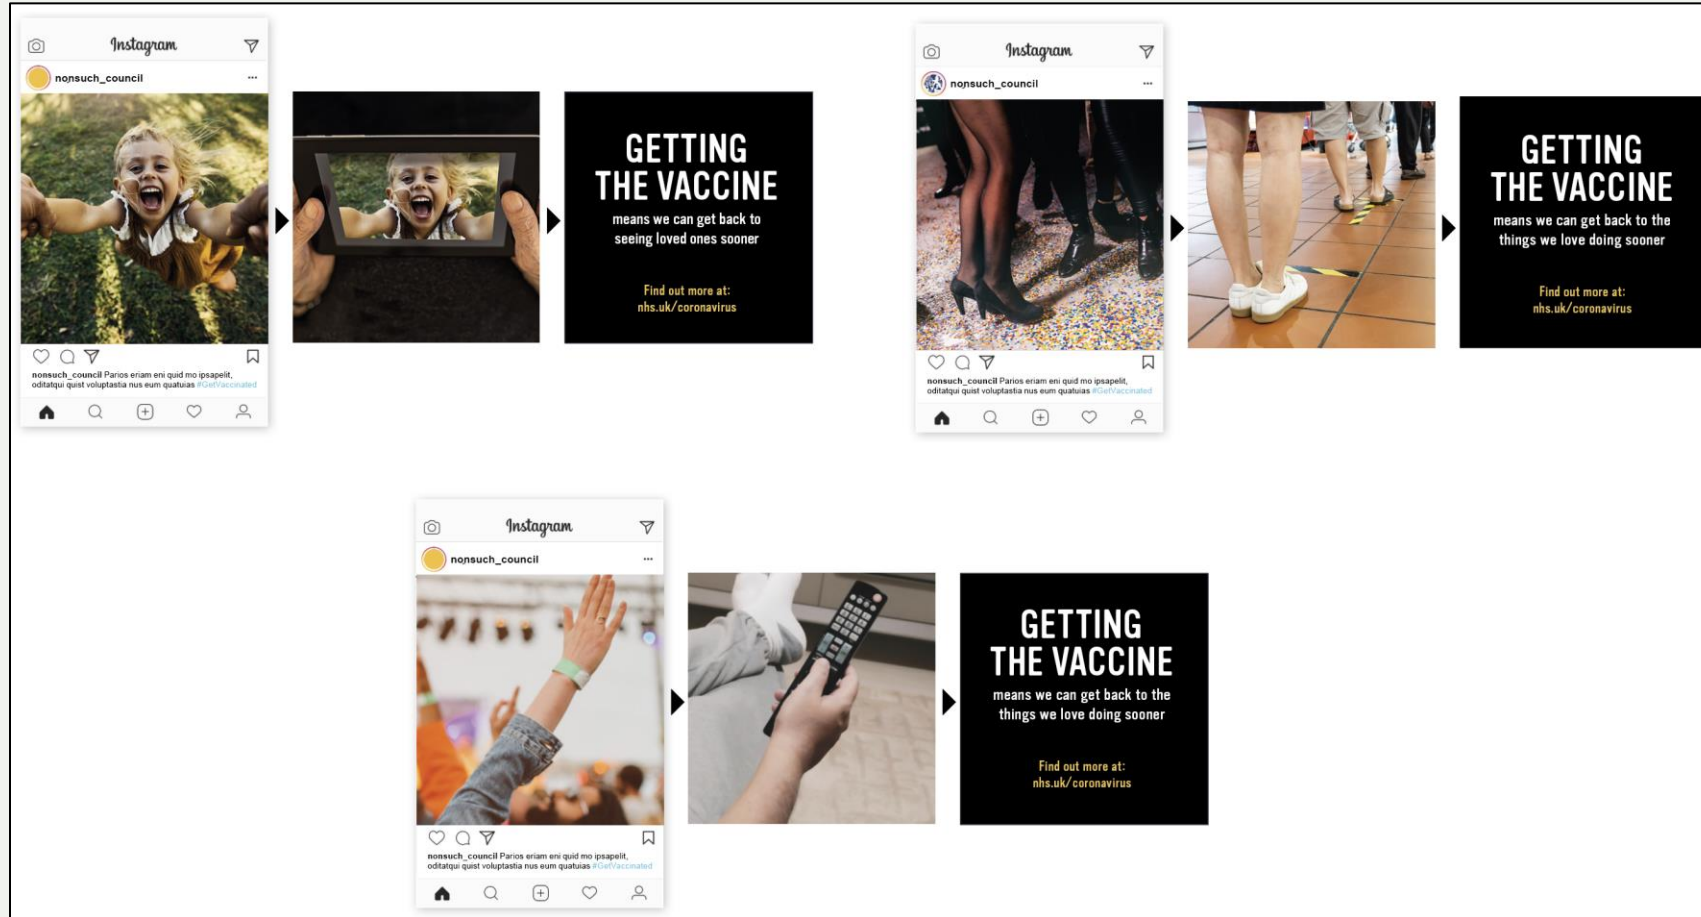 Instagram
nonsuch_council
nonsuch_council Parios eriam eni quid mo ipsapelit,
oditatqui quist voluptastia nus eum quatuias #GetVaccinated
GETTING
THE VACCINE
means we can get back to
seeing loved ones sooner
Find out more at:
nhs.uk/coronavirus
Instagram
nonsuch_council
nonsuch_council Parios eriam eni quid mo ipsapelit,
oditatqui quist voluptastia nus eum quatuias #GetVaccinated
GETTING
THE VACCINE
means we can get back to the
things we love doing sooner
Find out more at:
nhs.uk/coronavirus
Instagram
nonsuch_council
nonsuch_council Parios eriam eni quid mo ipsapelit,
oditatqui quist voluptastia nus eum quatuias #GetVaccinated
GETTING
THE VACCINE
means we can get back to the
things we love doing sooner
Find out more at:
nhs.uk/coronavirus